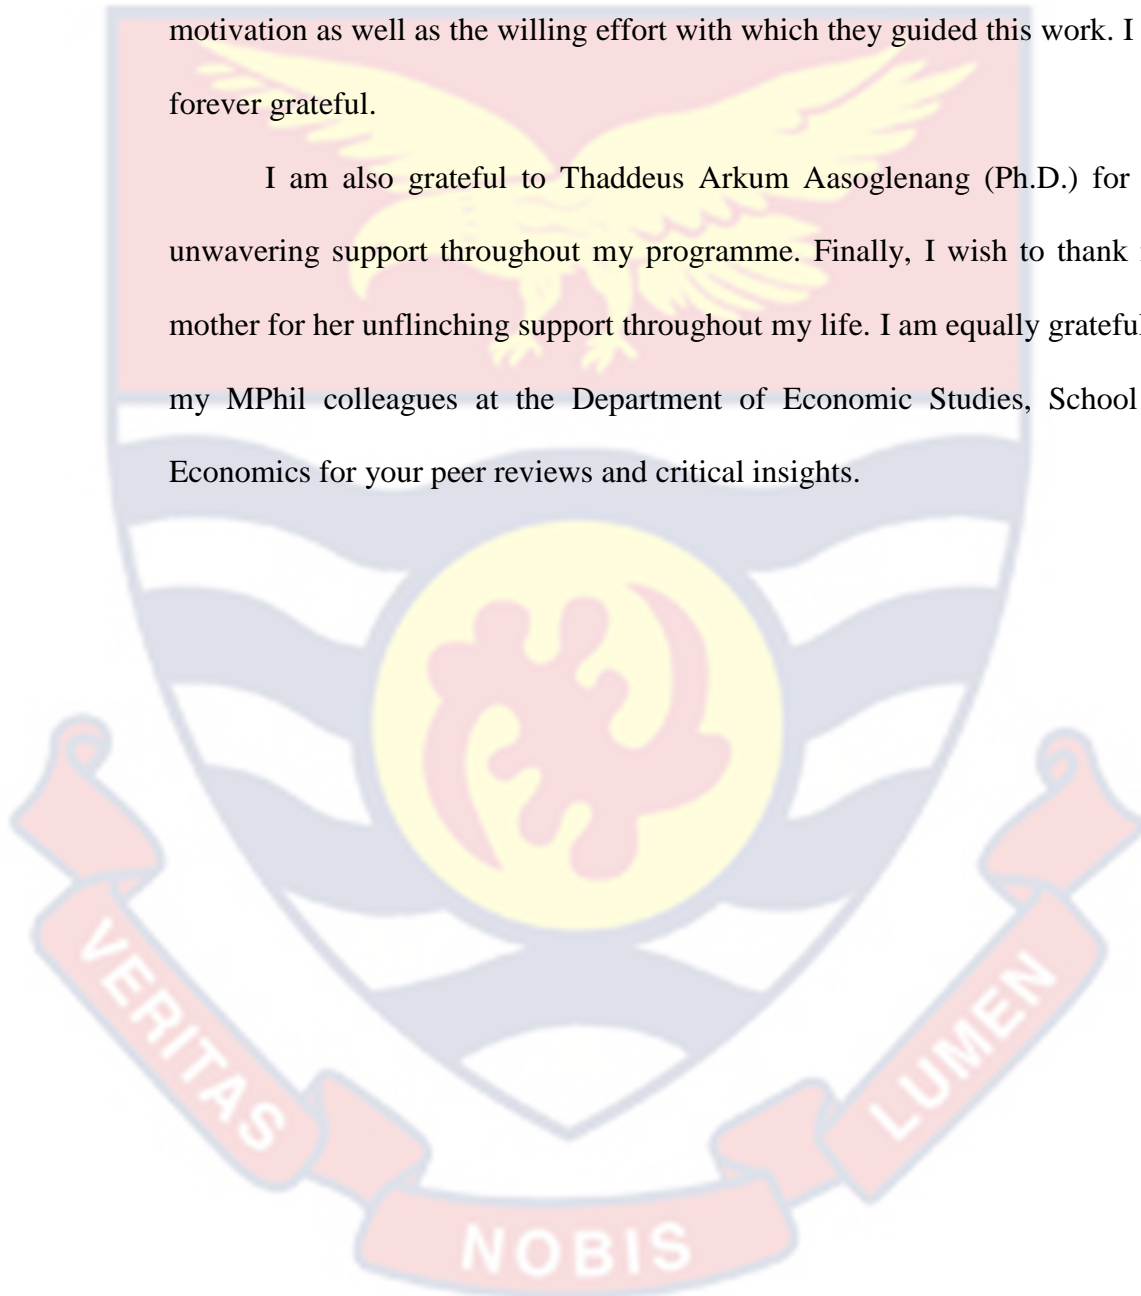 motivation as well as the willing effort with which they guided this work. I
forever grateful.
I am also grateful to Thaddeus Arkum Aasoglenang (Ph.D.) for
unwavering support throughout my programme. Finally, I wish to thank
mother for her unflinching support throughout my life. I am equally grateful
my MPhil colleagues at the Department of Economic Studies, School
Economics for your peer reviews and critical insights.
VERITAS
NOBIS
LUMEN